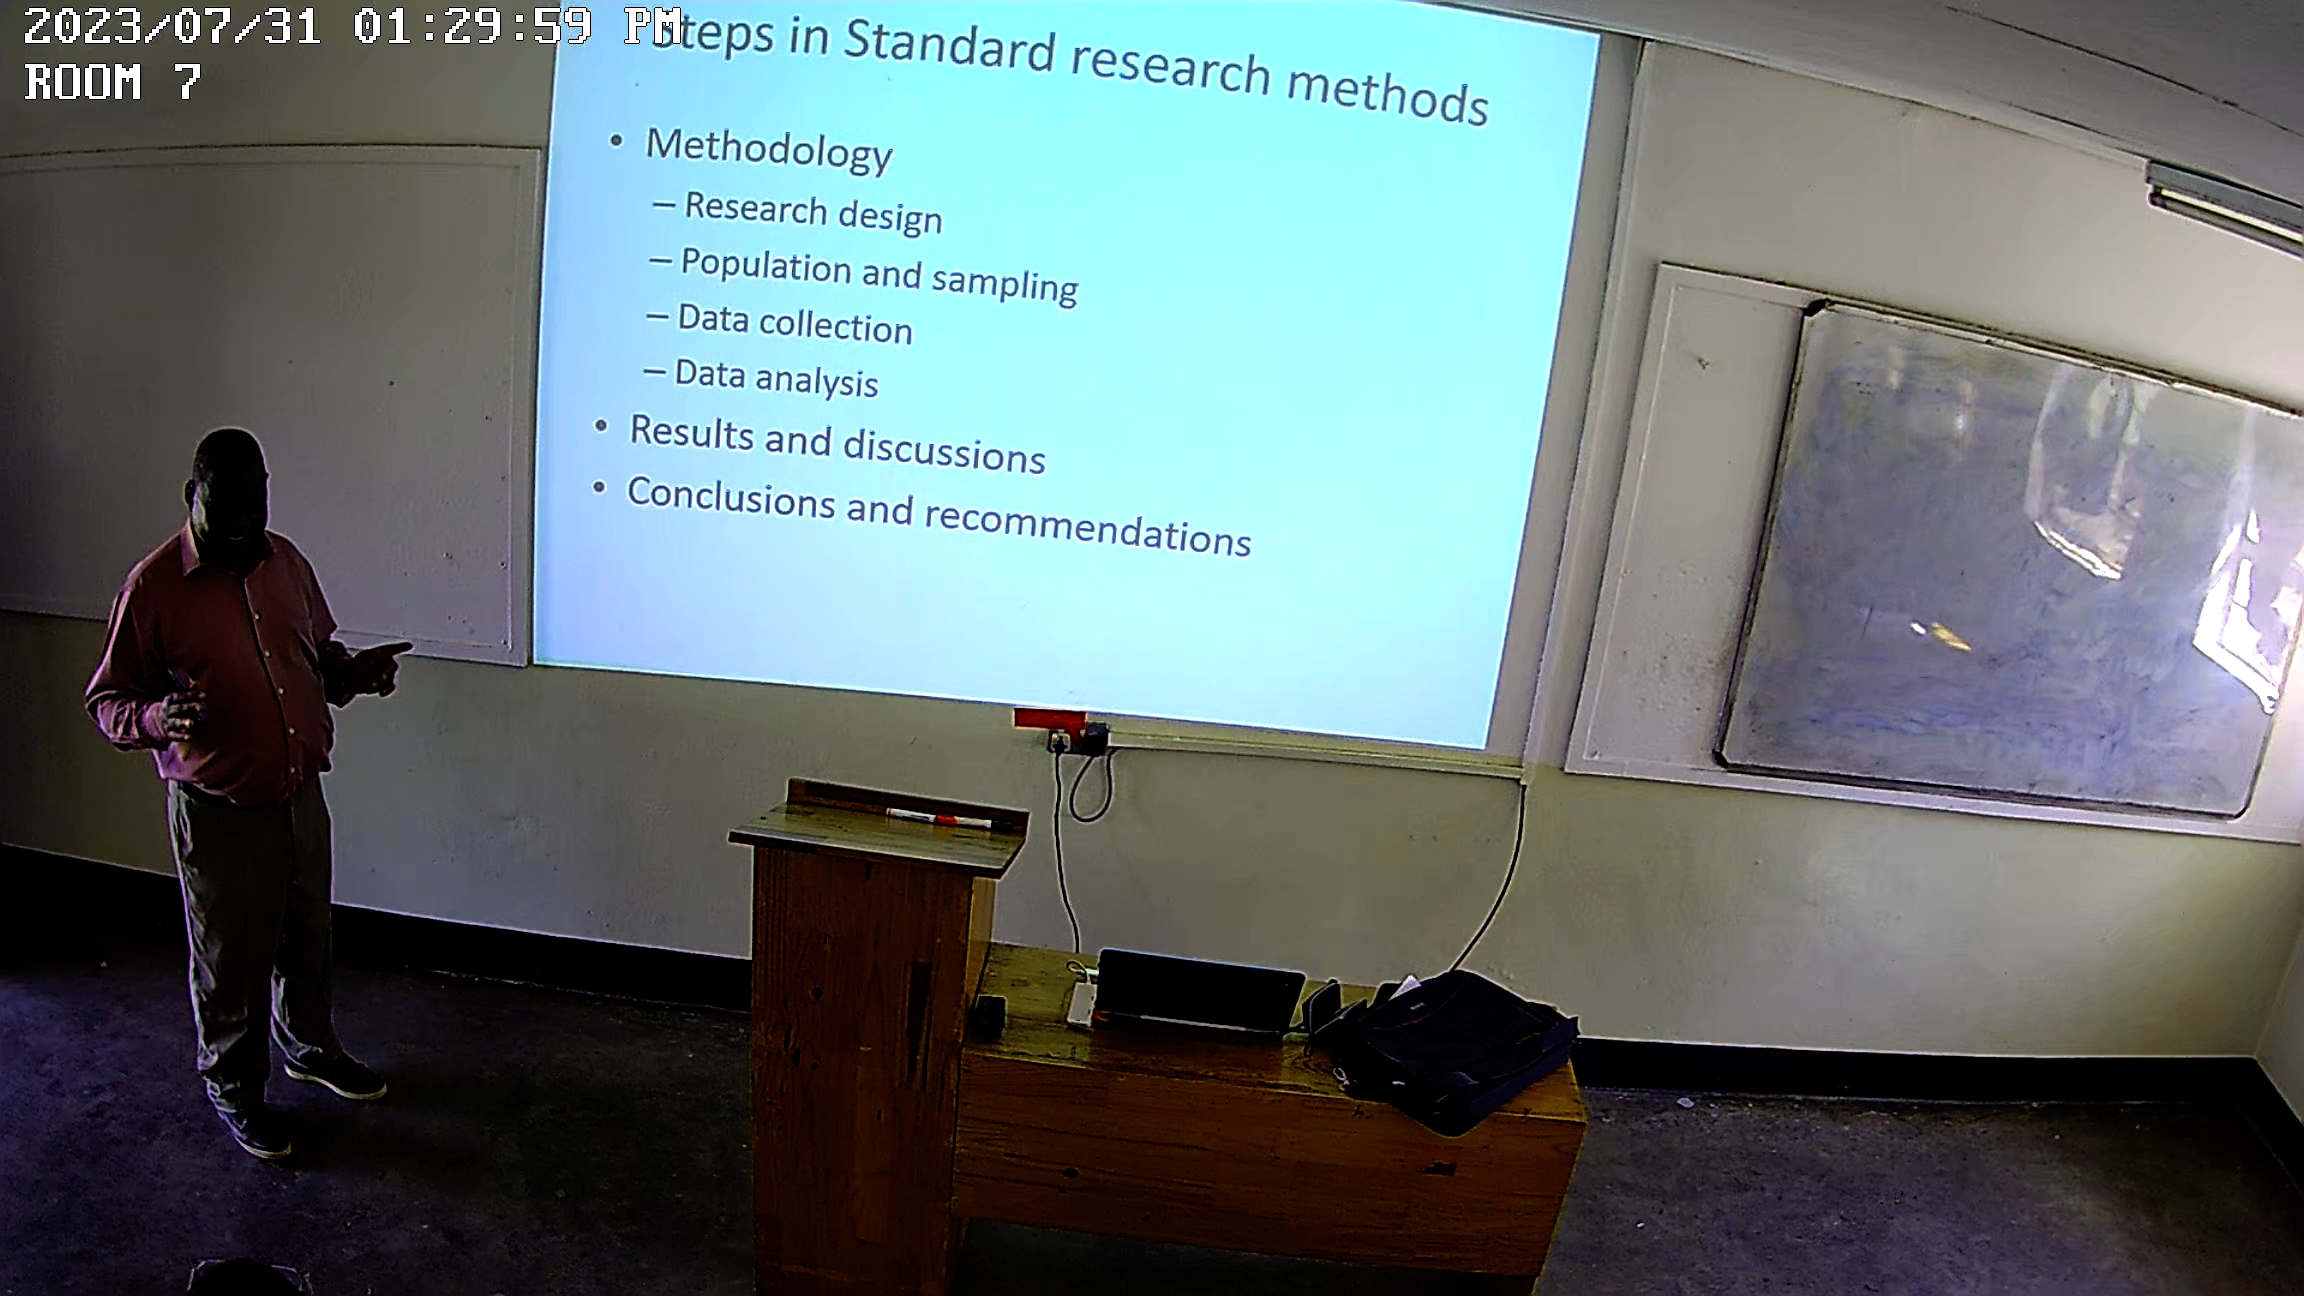 2023/07/31 01:29:59 PM
ROOM 7
Steps in Standard research methods
• Methodology
– Research design
– Population and sampling
– Data collection
– Data analysis
• Results and discussions
• Conclusions and recommendations